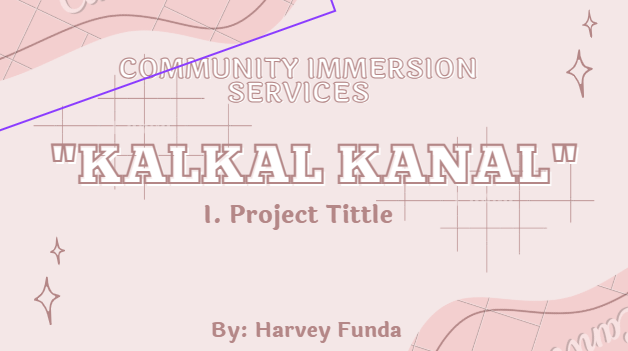 COMMUNITY IMMERSION
SERVICES
"KALKAL KANAL"
I. Project Tittle
By: Harvey Funda